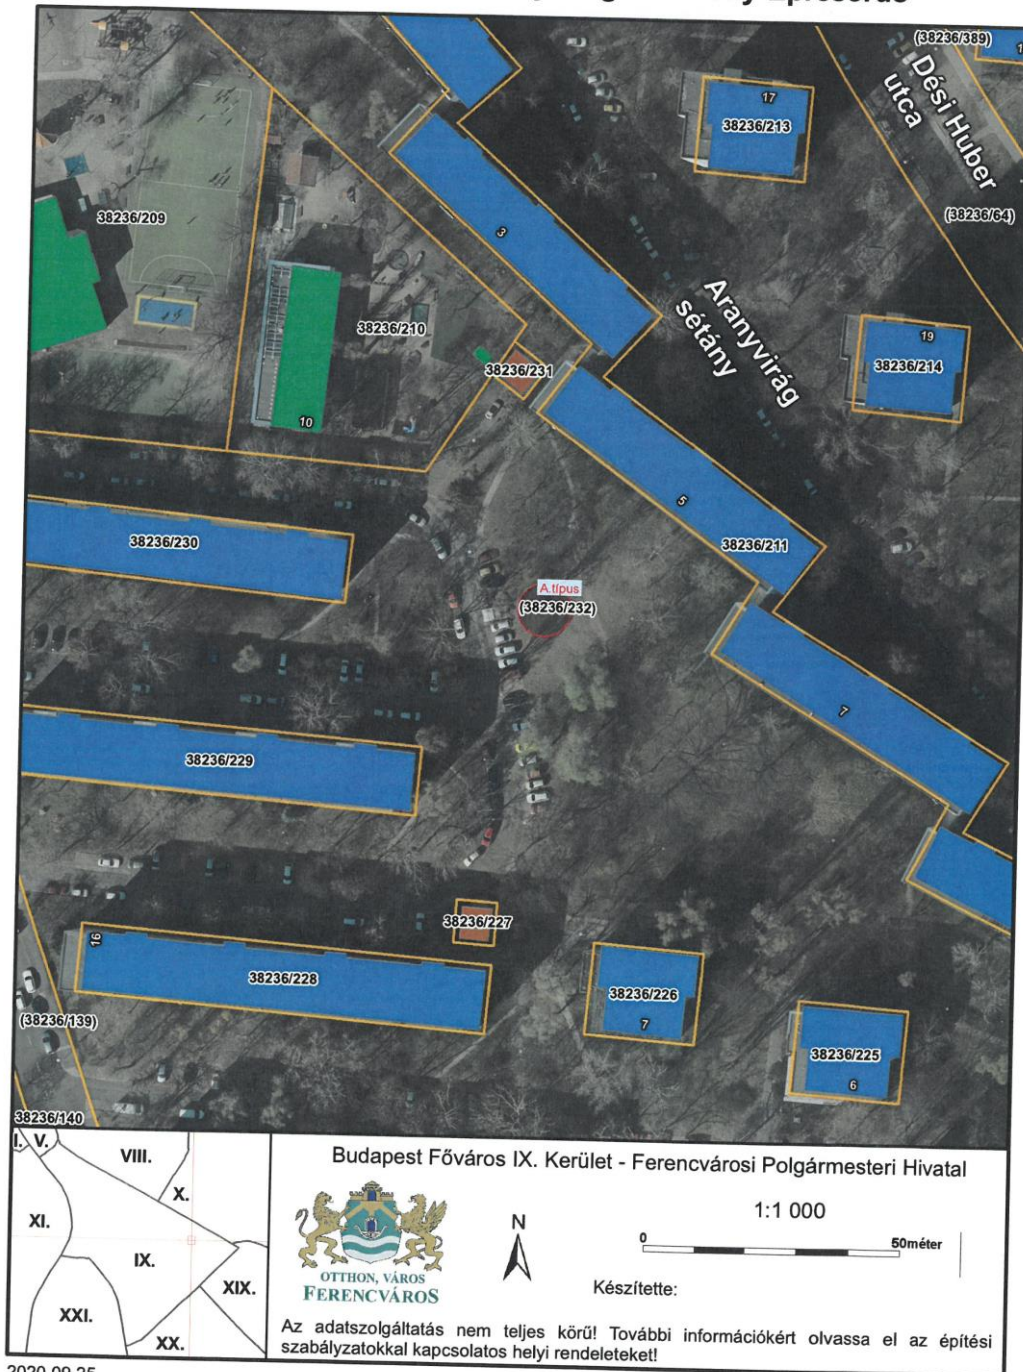 (38236/389)
Dési Huber
utca
17
38236/213
38236/209
(38236/64)
3
Aranyvirág
sétány
38236/210
19
38236/214
38236/231
10
5
38236/230
38236/211
A.típus
(38236/232)
7
38236/229
38236/227
16
38236/228
38236/226
7
(38236/139)
38236/225
6
38236/140
I.
V.
VIII.
X.
XI.
IX.
XIX.
XXI.
XX.
Budapest Főváros IX. Kerület - Ferencvárosi Polgármesteri Hivatal
OTTHON, VÁROS
FERENCVÁROS
N
1:1 000
0
50méter
Készítette:
Az adatszolgáltatás nem teljes körű! További információkért olvassa el az építési
szabályzatokkal kapcsolatos helyi rendeleteket!